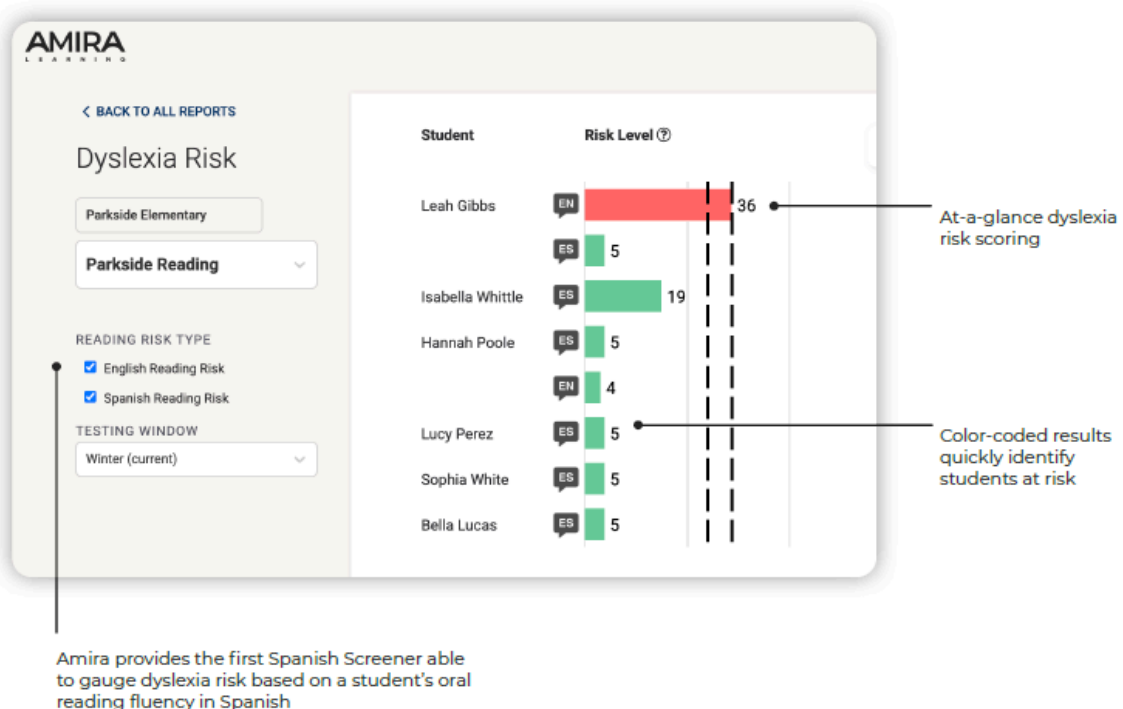 AMIRA
LEARNING
BACK TO ALL REPORTS
Dyslexia Risk
Parkside Elementary
Parkside Reading
READING RISK TYPE
English Reading Risk
Spanish Reading Risk
TESTING WINDOW
Winter (current)
Student Risk Level ?
Leah Gibbs EN 36
ES 5
Isabella Whittle ES 19
Hannah Poole ES 5
EN 4
Lucy Perez ES 5
Sophia White ES 5
Bella Lucas ES 5
At-a-glance dyslexia
risk scoring
Color-coded results
quickly identify
students at risk
Amira provides the first Spanish Screener able
to gauge dyslexia risk based on a student's oral
reading fluency in Spanish